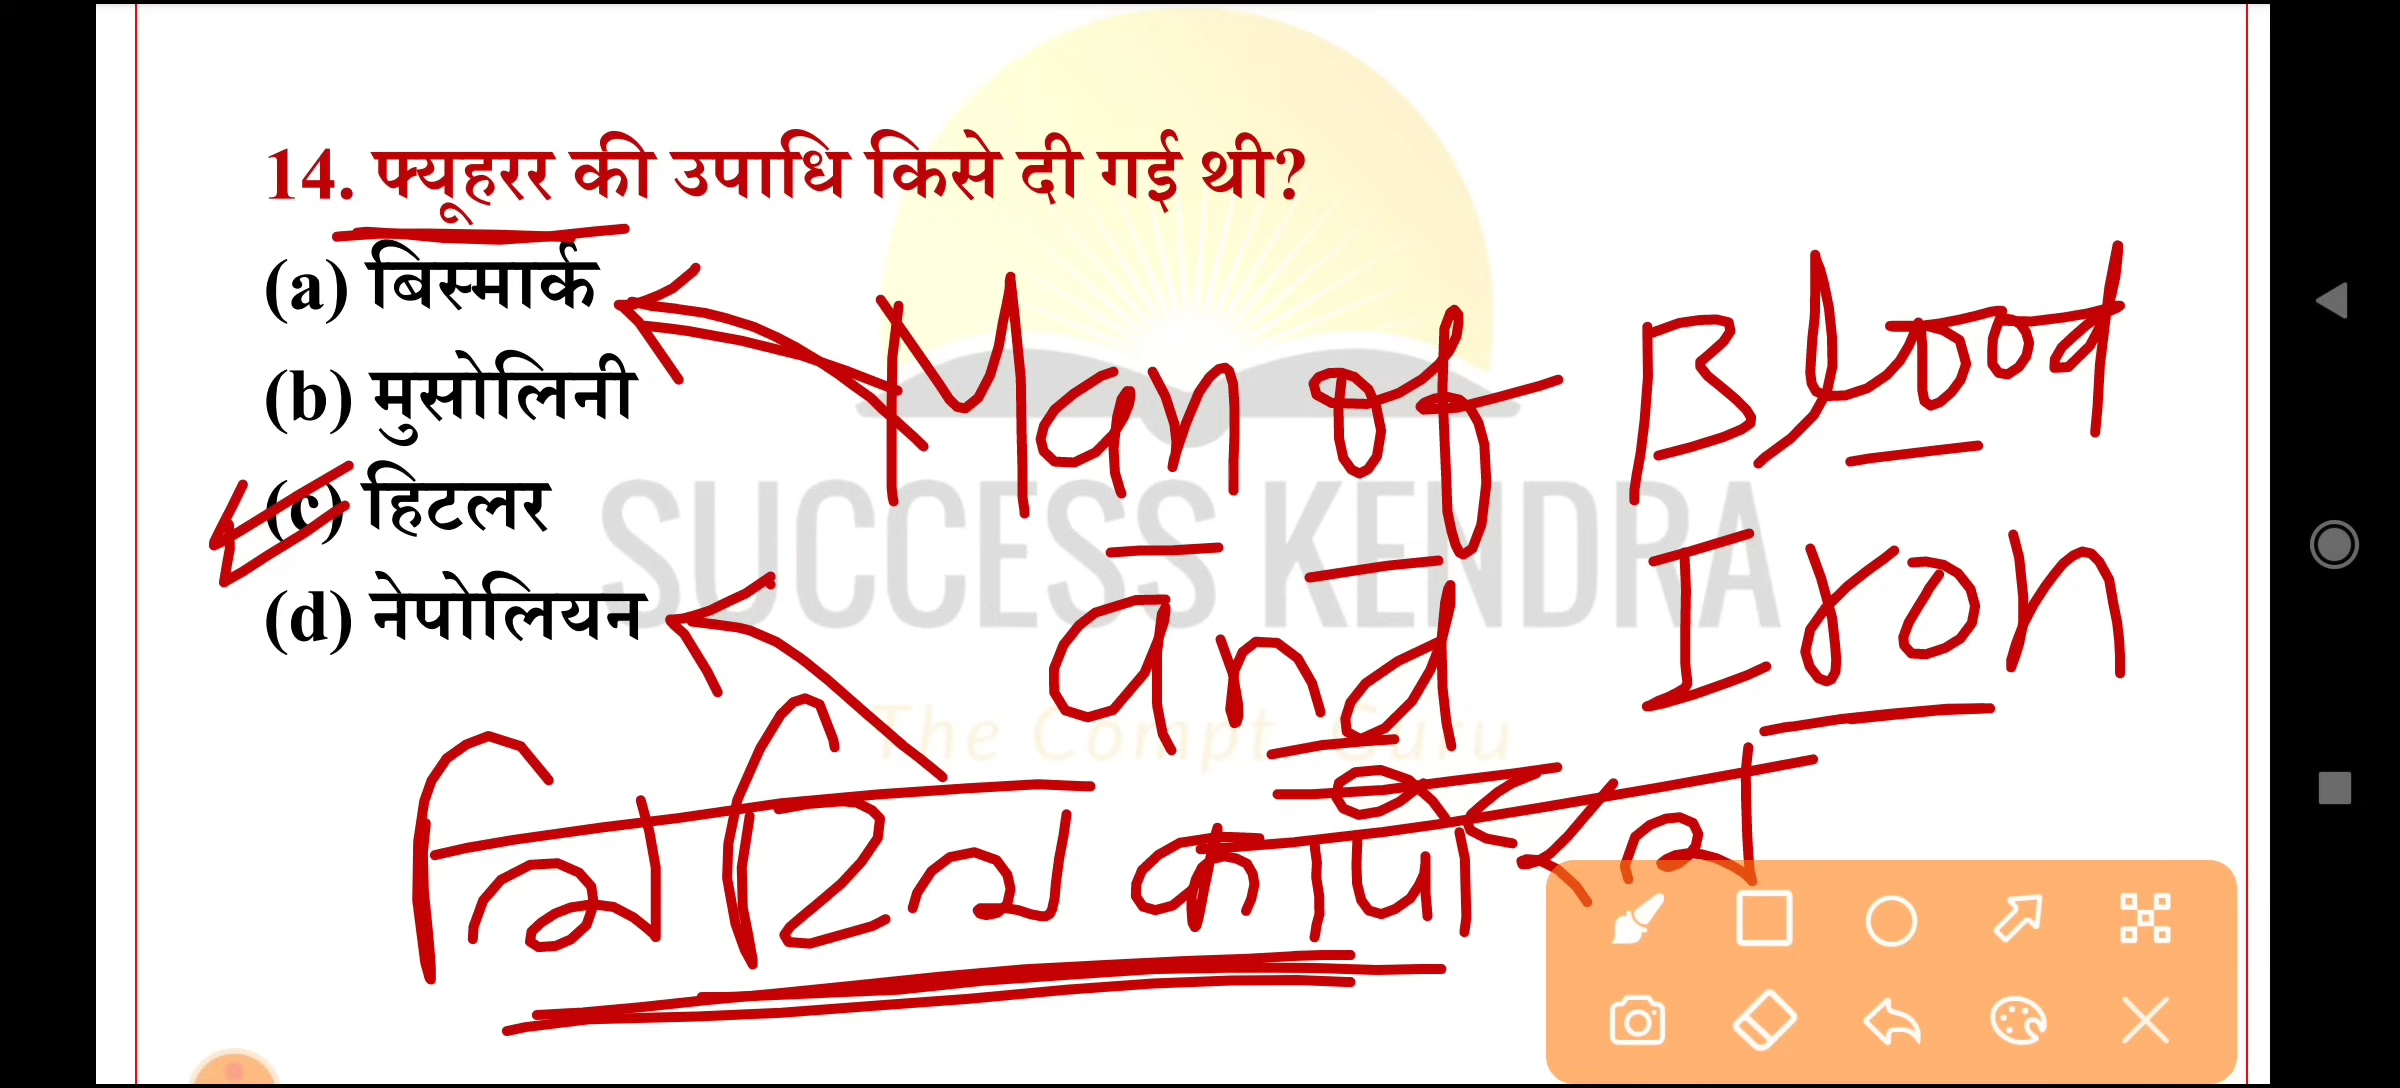 14. फ्यूहरर की उपाधि किसे दी गई थी?
(a) बिस्मार्क
(b) मुसोलिनी
(c) हिटलर
(d) नेपोलियन
Man of Blood
and Iron
लिटिल कार्पोरल
SUCCESS KENDRA
The Compt Guru